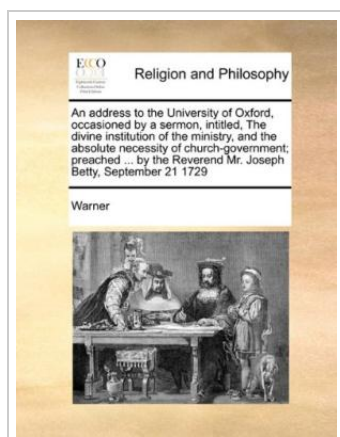 ECCO
Religion and Philosophy
An address to the University of Oxford,
occasioned by a sermon, intitled, The
divine institution of the ministry, and the
absolute necessity of church-government;
preached ... by the Reverend Mr. Joseph
Betty, September 21 1729
Warner